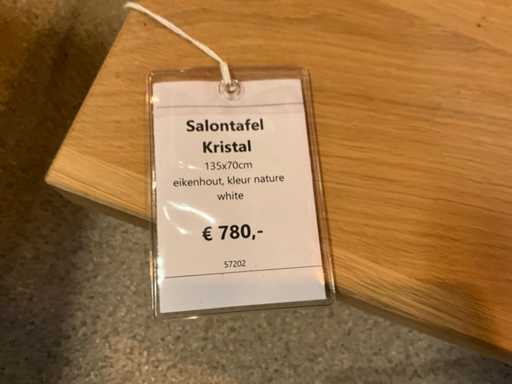 Salontafel
Kristal
135x70cm
eikenhout, kleur nature
white
€ 780,-
57202